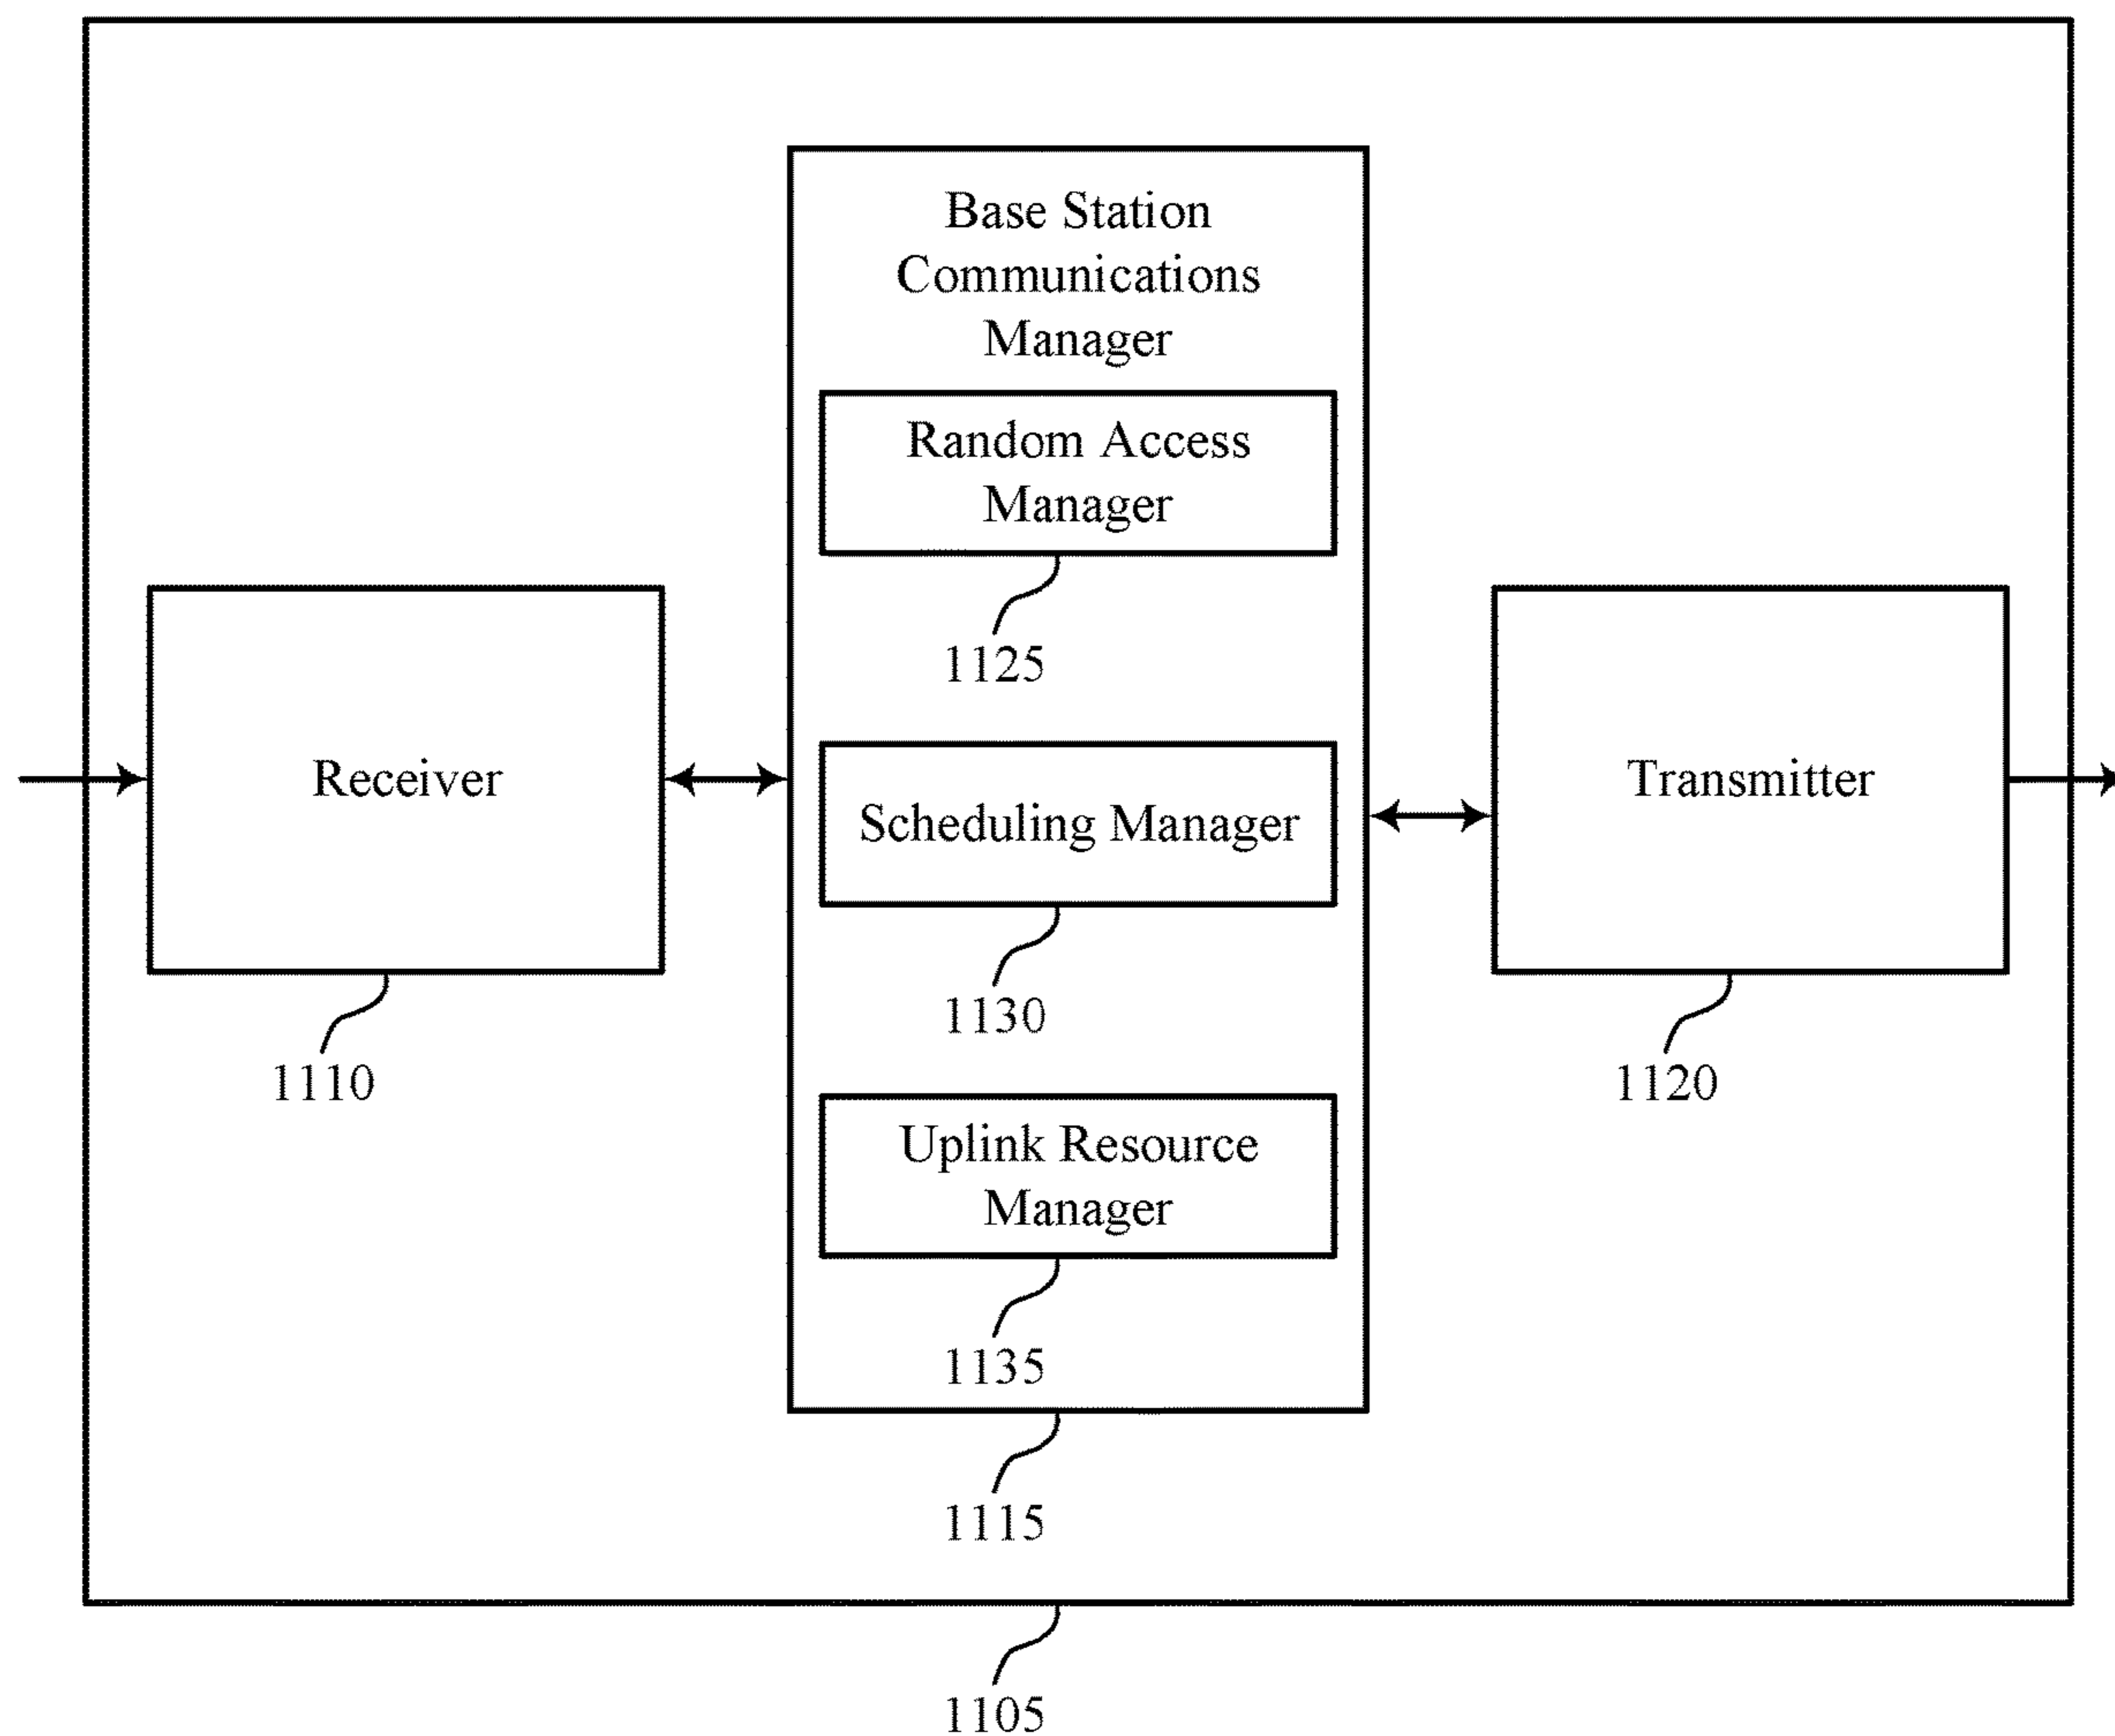 Base Station
Communications
Manager
Random Access
Manager
1125
Receiver
1110
Scheduling Manager
1130
Uplink Resource
Manager
1135
1115
Transmitter
1120
1105